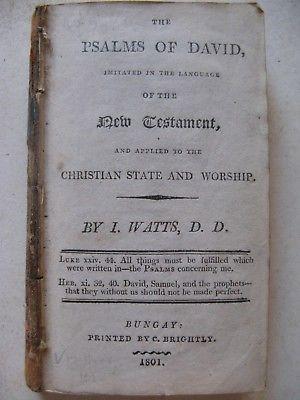 THE
PSALMS OF DAVID,
IMITATED IN THE LANGUAGE
OF THE
New Testament,
AND APPLIED TO THE
CHRISTIAN STATE AND WORSHIP.
BY I. WATTS, D. D.
LUKE xxiv. 44. All things must be fulfilled which
were written in—the PSALMS concerning me.
HEB. xi. 32, 40. David, Samuel, and the prophets—
that they without us should not be made perfect.
BUNGAY:
PRINTED BY C. BRIGHTLY.
1801.